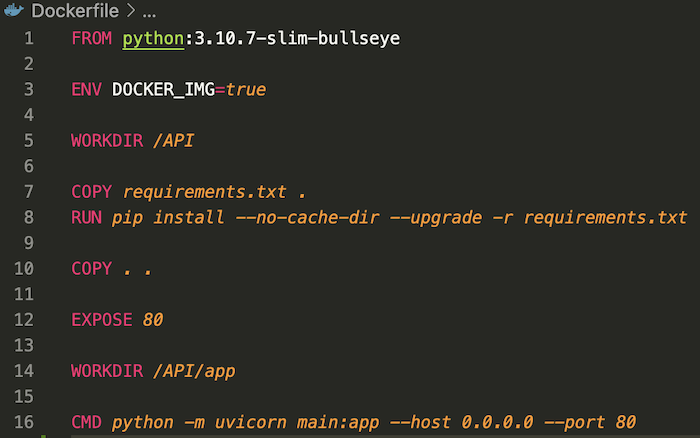 Dockerfile > ...
1 FROM python:3.10.7-slim-bullseye
2
3 ENV DOCKER_IMG=true
4
5 WORKDIR /API
6
7 COPY requirements.txt .
8 RUN pip install --no-cache-dir --upgrade -r requirements.txt
9
10 COPY . .
11
12 EXPOSE 80
13
14 WORKDIR /API/app
15
16 CMD python -m uvicorn main:app --host 0.0.0.0 --port 80